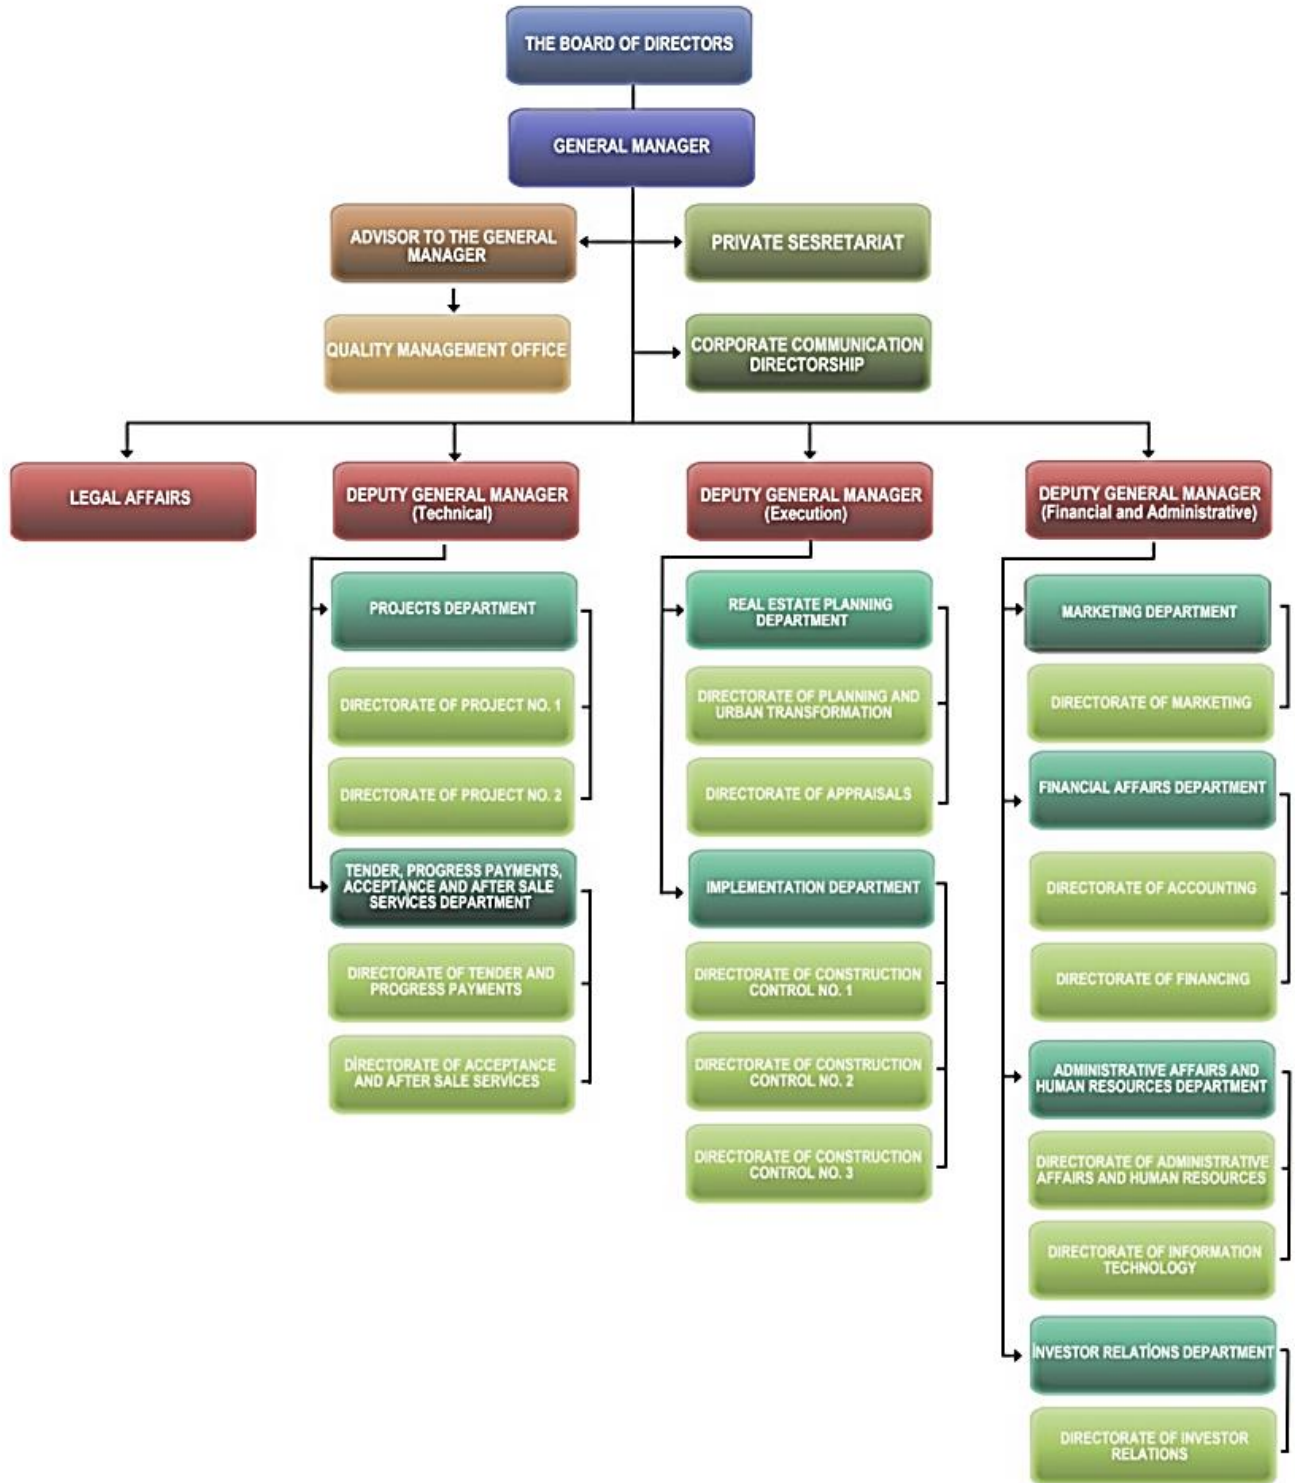 THE BOARD OF DIRECTORS
GENERAL MANAGER
ADVISOR TO THE GENERAL
MANAGER
PRIVATE SESRETARIAT
QUALITY MANAGEMENT OFFICE
CORPORATE COMMUNICATION
DIRECTORSHIP
LEGAL AFFAIRS
DEPUTY GENERAL MANAGER
(Technical)
DEPUTY GENERAL MANAGER
(Execution)
DEPUTY GENERAL MANAGER
(Financial and Administrative)
PROJECTS DEPARTMENT
DIRECTORATE OF PROJECT NO. 1
DIRECTORATE OF PROJECT NO. 2
TENDER, PROGRESS PAYMENTS,
ACCEPTANCE AND AFTER SALE
SERVİCES DEPARTMENT
DIRECTORATE OF TENDER AND
PROGRESS PAYMENTS
DİRECTORATE OF ACCEPTANCE
AND AFTER SALE SERVİCES
REAL ESTATE PLANNING
DEPARTMENT
DIRECTORATE OF PLANNING AND
URBAN TRANSFORMATION
DIRECTORATE OF APPRAISALS
IMPLEMENTATION DEPARTMENT
DIRECTORATE OF CONSTRUCTION
CONTROL NO. 1
DIRECTORATE OF CONSTRUCTION
CONTROL NO. 2
DIRECTORATE OF CONSTRUCTION
CONTROL NO. 3
MARKETING DEPARTMENT
DIRECTORATE OF MARKETING
FINANCIAL AFFAIRS DEPARTMENT
DIRECTORATE OF ACCOUNTING
DIRECTORATE OF FINANCING
ADMINISTRATIVE AFFAIRS AND
HUMAN RESOURCES DEPARTMENT
DIRECTORATE OF ADMINISTRATIVE
AFFAIRS AND HUMAN RESOURCES
DIRECTORATE OF INFORMATION
TECHNOLOGY
İNVESTOR RELATİONS DEPARTMENT
DIRECTORATE OF INVESTOR
RELATIONS